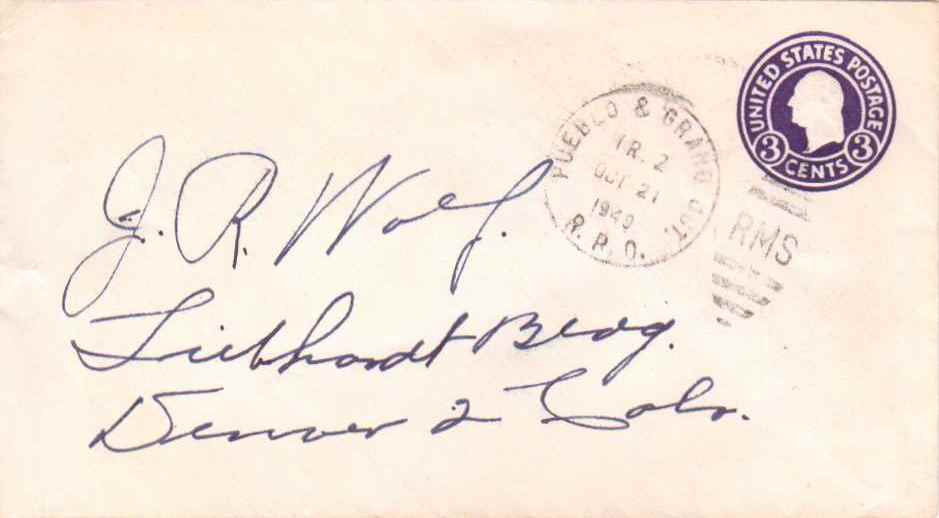 UNITED STATES POSTAGE
3 CENTS 3
PUEBLO & GRAND JCT.
TR. 2
OCT 21
1949
R. P. O.
RMS
J. R. Wolf.
Liebhardt Bldg.
Denver 2 Colo.